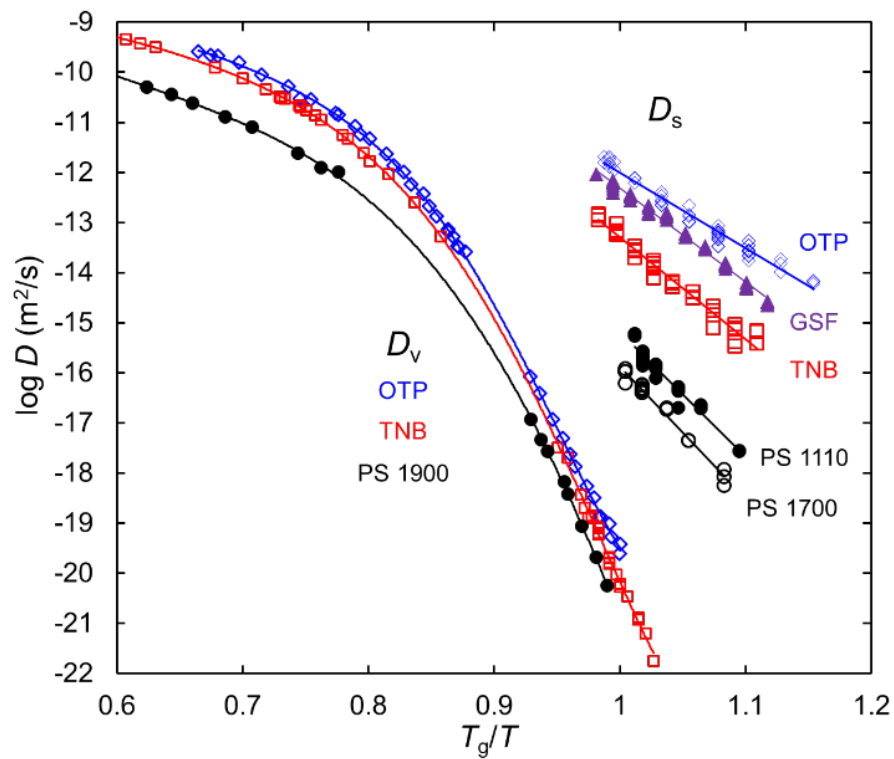 log D (m²/s)
-9
-10
-11
-12
-13
-14
-15
-16
-17
-18
-19
-20
-21
-22
Dₛ
OTP
GSF
TNB
PS 1110
PS 1700
Dᵥ
OTP
TNB
PS 1900
0.6
0.7
0.8
0.9
1
1.1
1.2
T_g/T